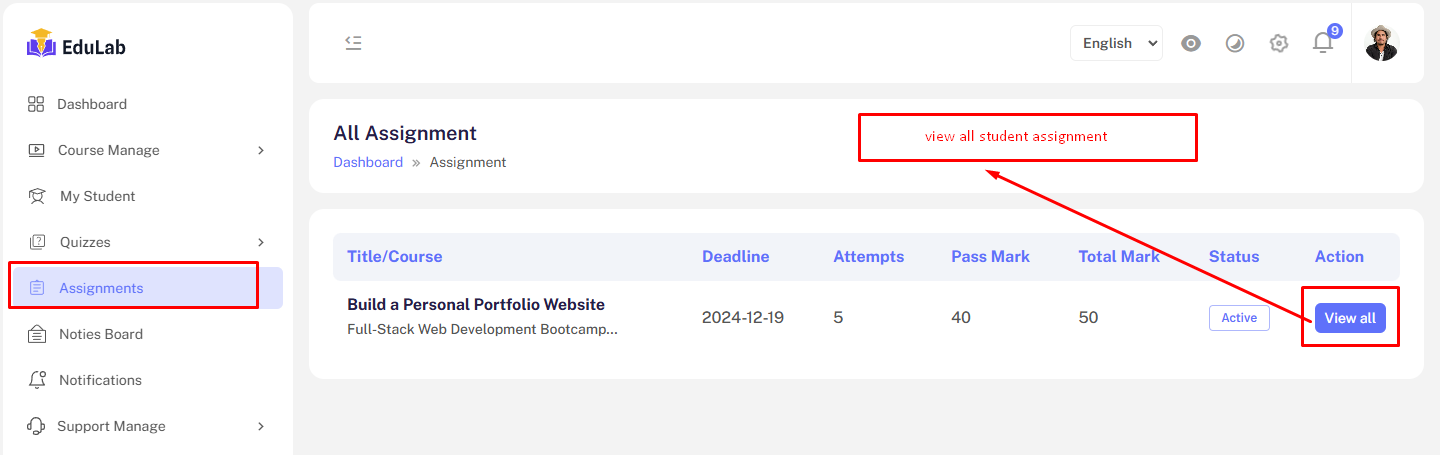 EduLab
Dashboard
Course Manage
My Student
Quizzes
Assignments
Noties Board
Notifications
Support Manage
English
9
All Assignment
Dashboard » Assignment
view all student assignment
Title/Course Deadline Attempts Pass Mark Total Mark Status Action
Build a Personal Portfolio Website
Full-Stack Web Development Bootcamp...
2024-12-19 5 40 50 Active View all